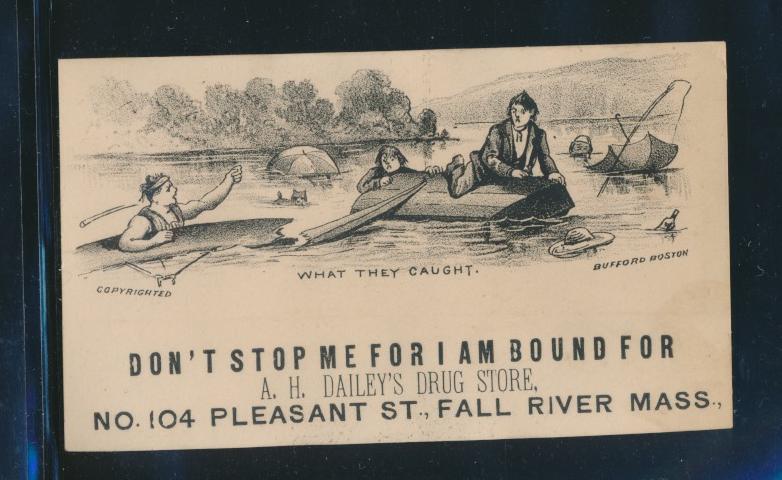 WHAT THEY CAUGHT.
COPYRIGHTED
BUFFORD BOSTON
DON'T STOP ME FOR I AM BOUND FOR
A. H. DAILEY'S DRUG STORE,
NO. 104 PLEASANT ST., FALL RIVER MASS.,